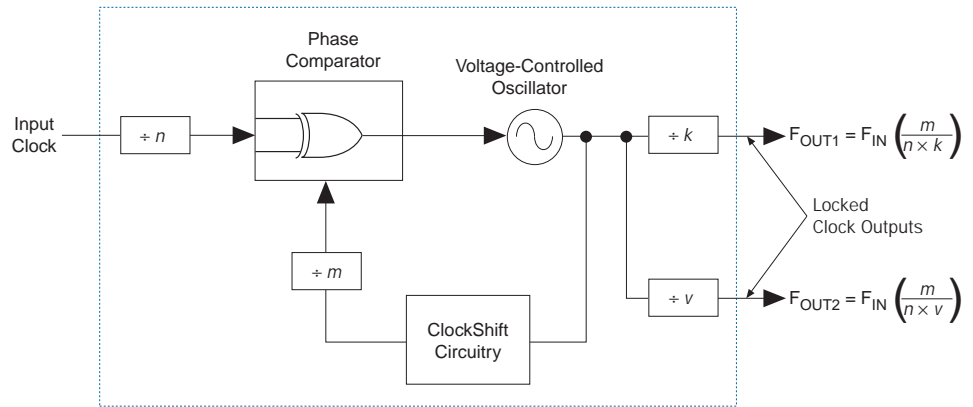 Phase
Comparator
Voltage-Controlled
Oscillator
Input
Clock
÷ n
÷ k
F_OUT1 = F_IN (m / n × k)
Locked
Clock Outputs
÷ m
÷ v
F_OUT2 = F_IN (m / n × v)
ClockShift
Circuitry